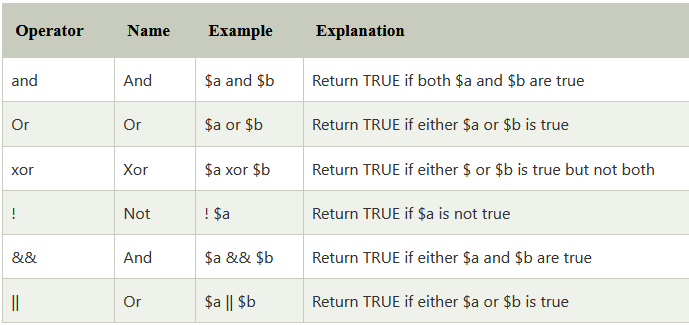 Operator Name Example Explanation
and And $a and $b Return TRUE if both $a and $b are true
Or Or $a or $b Return TRUE if either $a or $b is true
xor Xor $a xor $b Return TRUE if either $ or $b is true but not both
! Not ! $a Return TRUE if $a is not true
&& And $a && $b Return TRUE if either $a and $b are true
|| Or $a || $b Return TRUE if either $a or $b is true